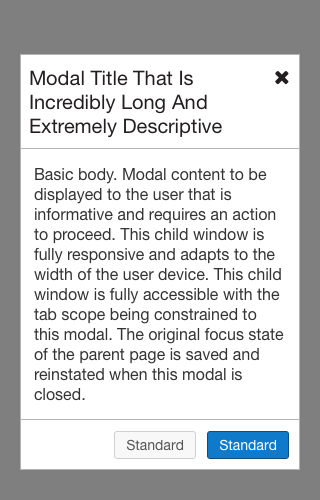 Modal Title That Is
Incredibly Long And
Extremely Descriptive
Basic body. Modal content to be
displayed to the user that is
informative and requires an action
to proceed. This child window is
fully responsive and adapts to the
width of the user device. This child
window is fully accessible with the
tab scope being constrained to
this modal. The original focus state
of the parent page is saved and
reinstated when this modal is
closed.
Standard
Standard